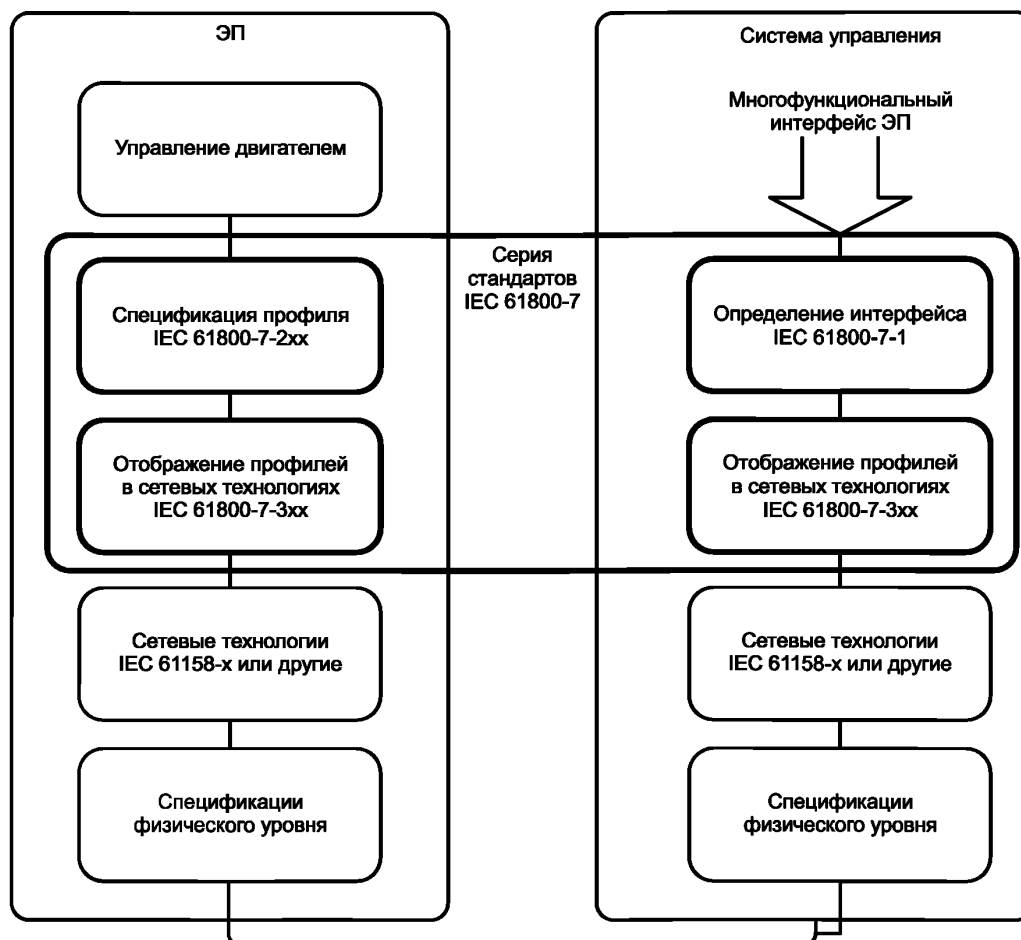 ЭП
Управление двигателем
Спецификация профиля
IEC 61800-7-2xx
Отображение профилей
в сетевых технологиях
IEC 61800-7-3xx
Сетевые технологии
IEC 61158-x или другие
Спецификации
физического уровня
Серия
стандартов
IEC 61800-7
Система управления
Многофункциональный
интерфейс ЭП
Определение интерфейса
IEC 61800-7-1
Отображение профилей
в сетевых технологиях
IEC 61800-7-3xx
Сетевые технологии
IEC 61158-x или другие
Спецификации
физического уровня